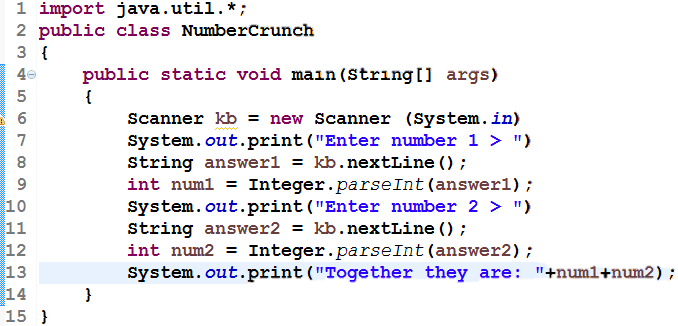 1 import java.util.*;
2 public class NumberCrunch
3 {
4 public static void main(String[] args)
5 {
6 Scanner kb = new Scanner (System.in)
7 System.out.print("Enter number 1 > ")
8 String answer1 = kb.nextLine();
9 int num1 = Integer.parseInt(answer1);
10 System.out.print("Enter number 2 > ")
11 String answer2 = kb.nextLine();
12 int num2 = Integer.parseInt(answer2);
13 System.out.print("Together they are: "+num1+num2);
14 }
15 }